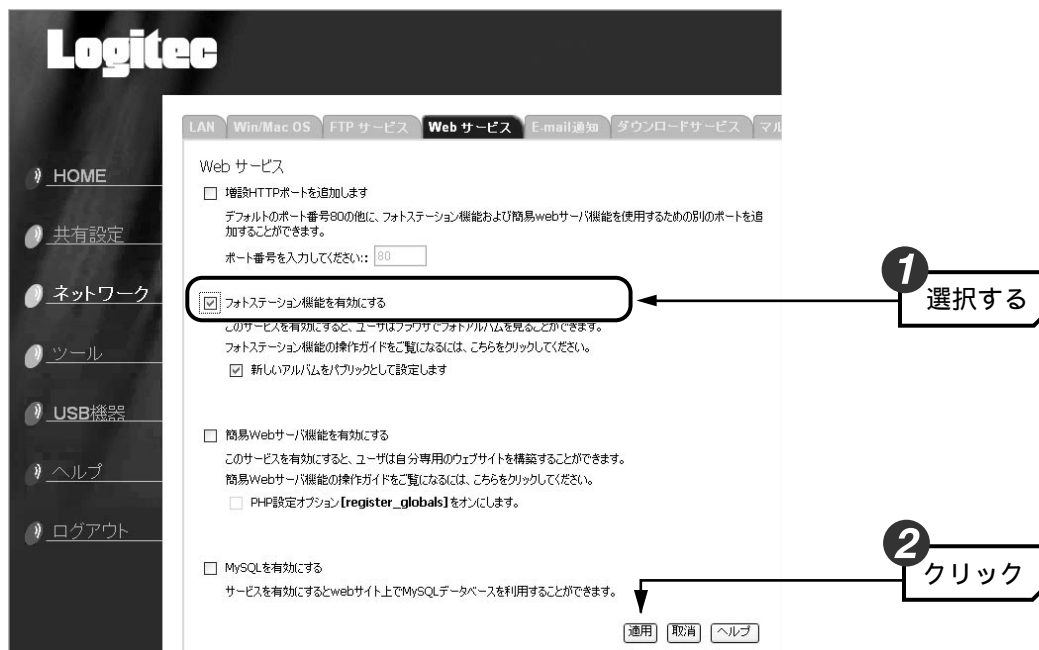 Logitec
LAN Win/Mac OS FTP サービス Web サービス E-mail通知 ダウンロードサービス マル
HOME
共有設定
ネットワーク
ツール
USB機器
ヘルプ
ログアウト
Web サービス
増設HTTPポートを追加します
デフォルトのポート番号80の他に、フォトステーション機能および簡易webサーバ機能を使用するための別のポートを追
加することができます。
ポート番号を入力してください:: 80
フォトステーション機能を有効にする
このサービスを有効にすると、ユーザはブラウザでフォトアルバムを見ることができます。
フォトステーション機能の操作ガイドをご覧になるには、こちらをクリックしてください。
新しいアルバムをパブリックとして設定します
簡易Webサーバ機能を有効にする
このサービスを有効にすると、ユーザは自分専用のウェブサイトを構築することができます。
簡易Webサーバ機能の操作ガイドをご覧になるには、こちらをクリックしてください。
PHP設定オプション[register_globals]をオンにします。
MySQLを有効にする
サービスを有効にするとwebサイト上でMySQLデータベースを利用することができます。
適用 取消 ヘルプ
1
選択する
2
クリック